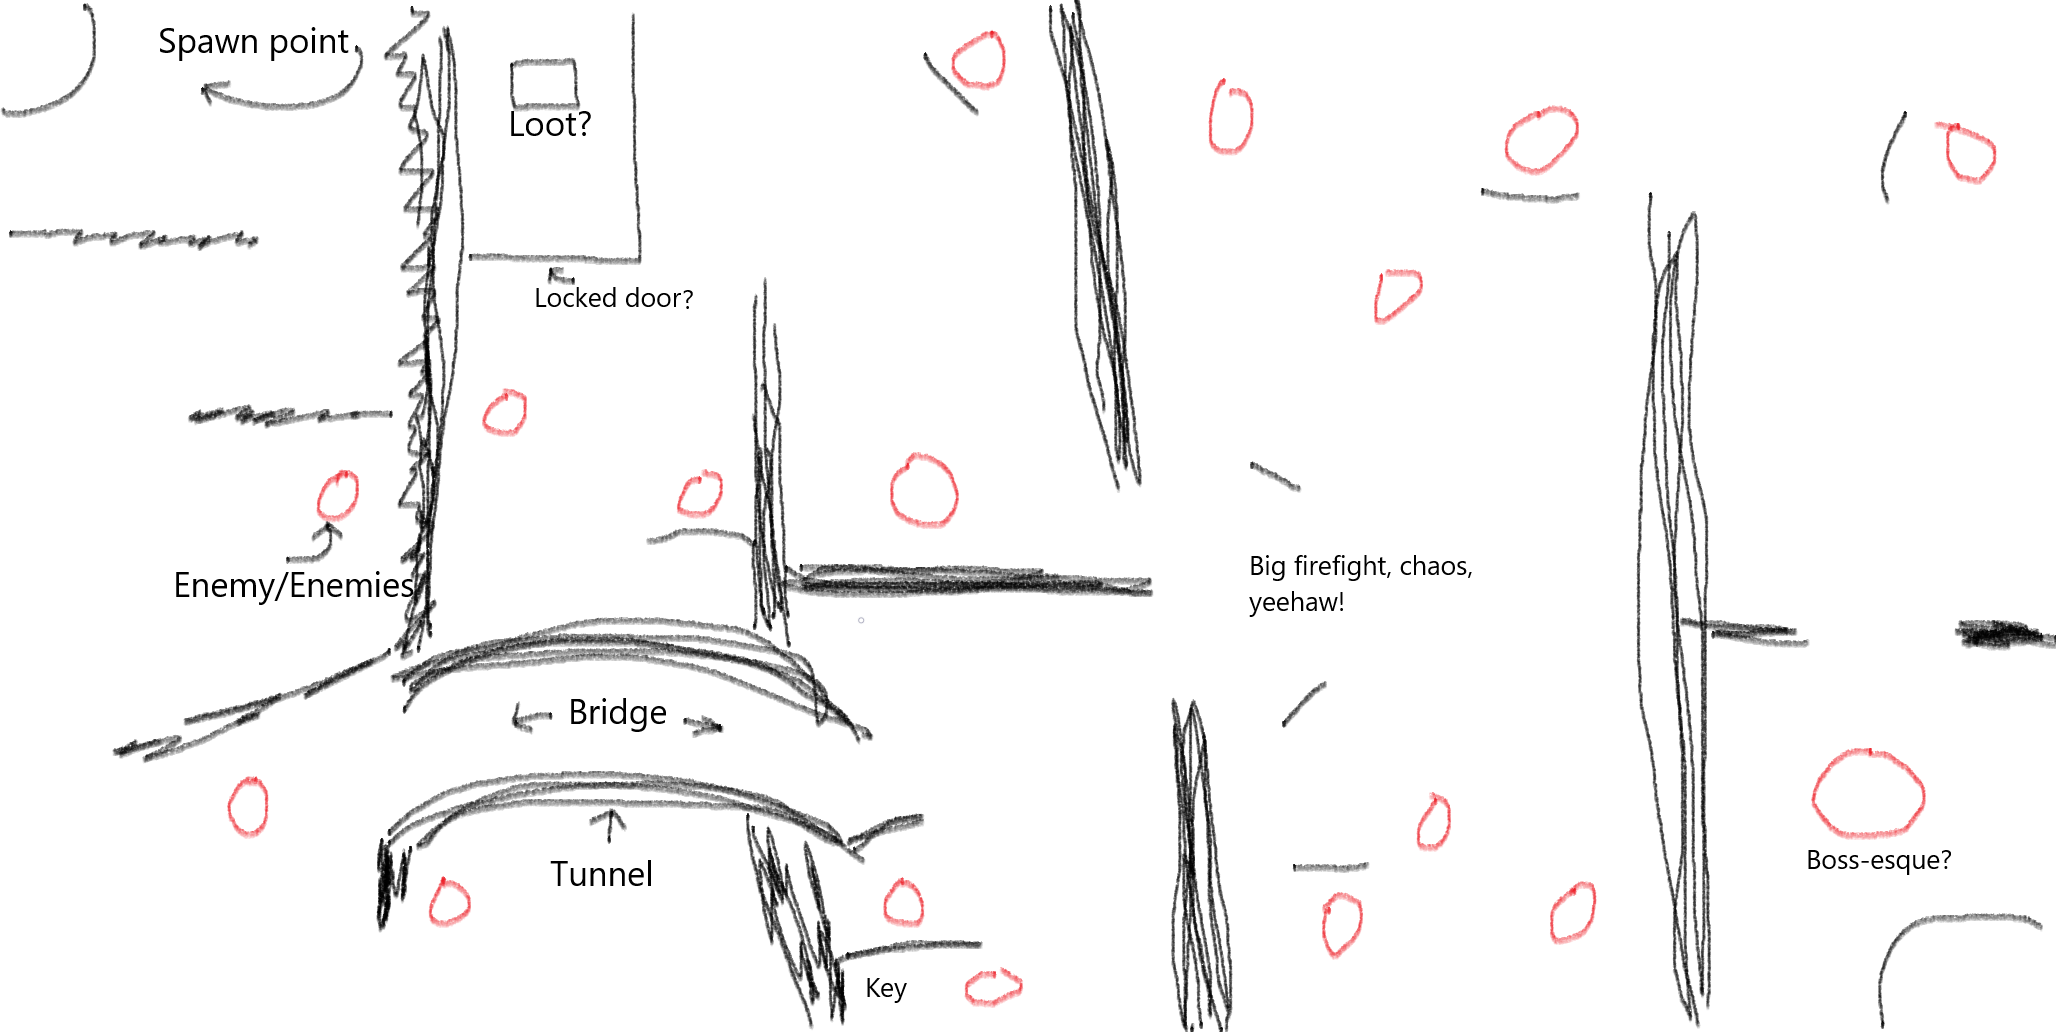 Spawn point
Loot?
Locked door?
Enemy/Enemies
Big firefight, chaos,
yeehaw!
Bridge
Tunnel
Boss-esque?
Key